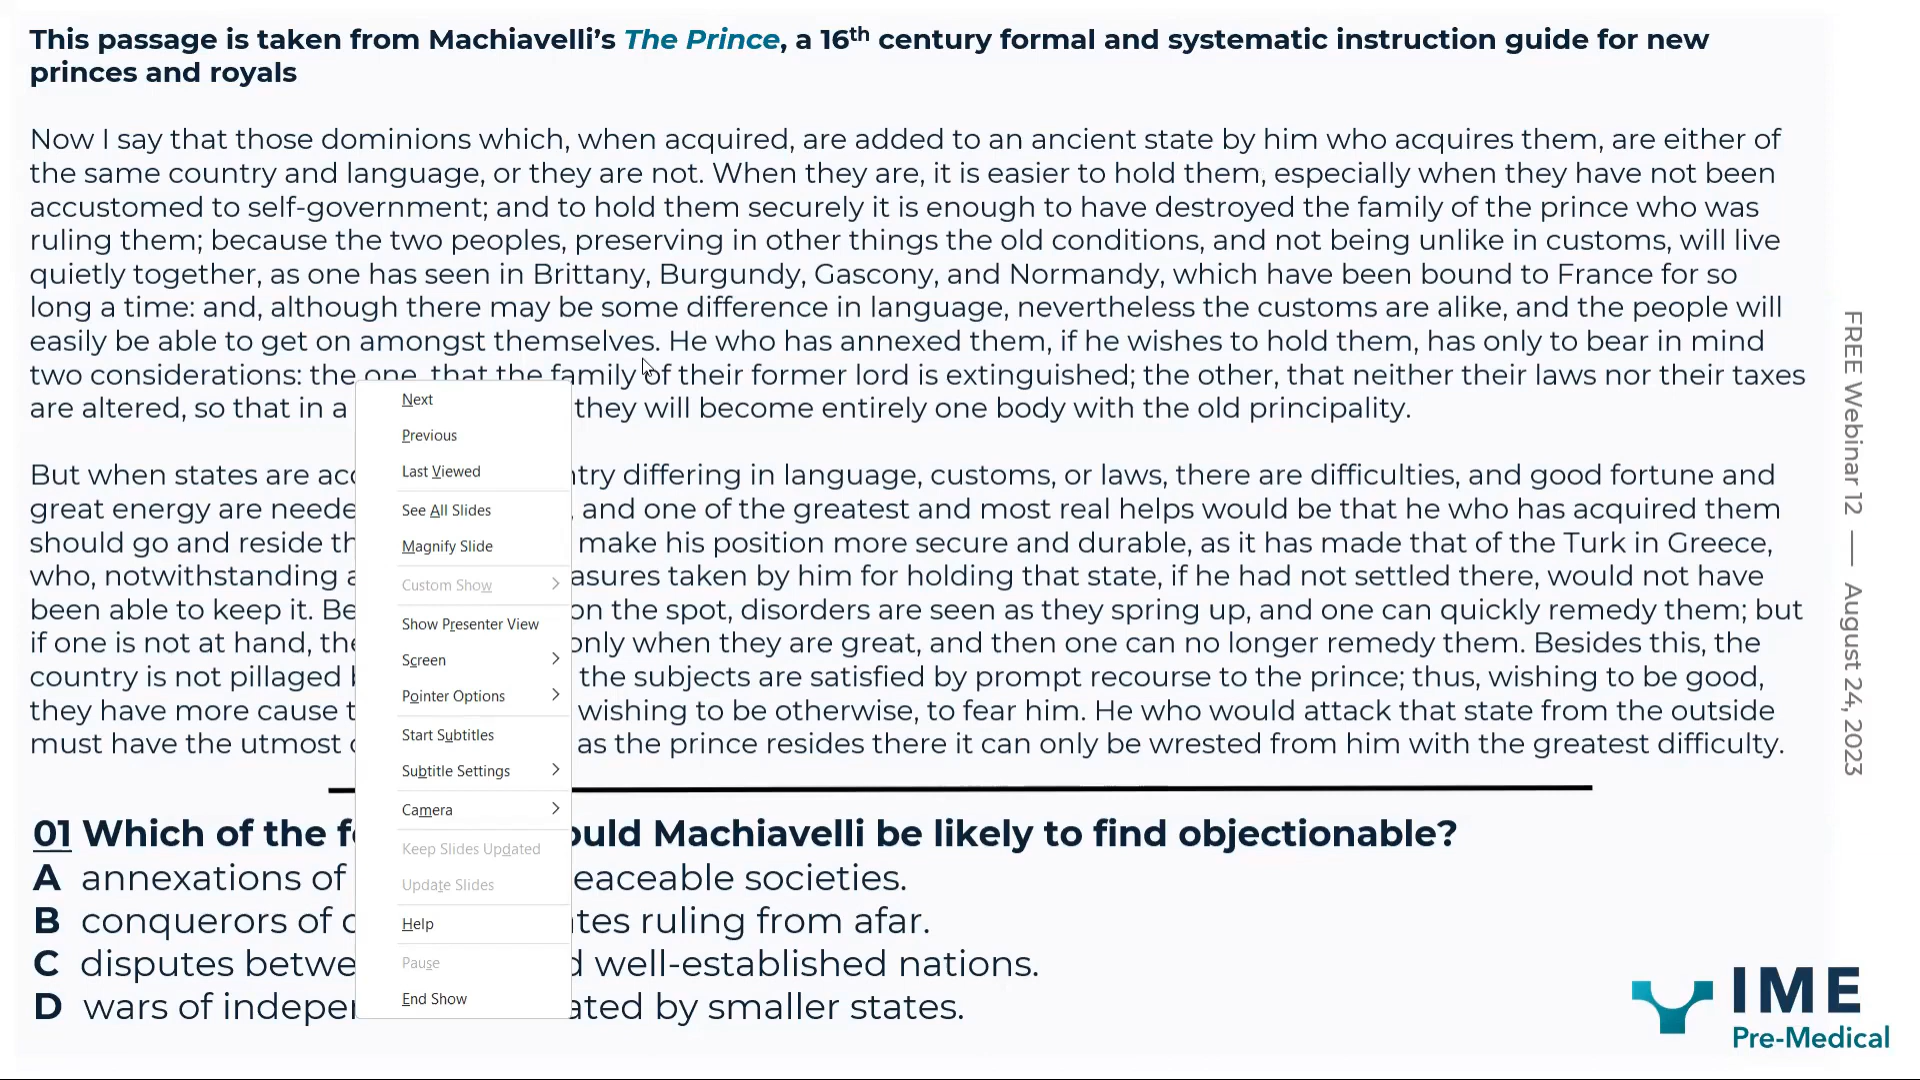 This passage is taken from Machiavelli's The Prince, a 16th century formal and systematic instruction guide for new
princes and royals
Now I say that those dominions which, when acquired, are added to an ancient state by him who acquires them, are either of
the same country and language, or they are not. When they are, it is easier to hold them, especially when they have not been
accustomed to self-government; and to hold them securely it is enough to have destroyed the family of the prince who was
ruling them; because the two peoples, preserving in other things the old conditions, and not being unlike in customs, will live
quietly together, as one has seen in Brittany, Burgundy, Gascony, and Normandy, which have been bound to France for so
long a time: and, although there may be some difference in language, nevertheless the customs are alike, and the people will
easily be able to get on amongst themselves. He who has annexed them, if he wishes to hold them, has only to bear in mind
two considerations: the one, that the family of their former lord is extinguished; the other, that neither their laws nor their taxes
are altered, so that in a they will become entirely one body with the old principality.
But when states are differing in language, customs, or laws, there are difficulties, and good fortune and
great energy are and one of the greatest and most real helps would be that he who has acquired them
should go and reside make his position more secure and durable, as it has made that of the Turk in Greece,
who, notwithstanding taken by him for holding that state, if he had not settled there, would not have
been able to keep it. on the spot, disorders are seen as they spring up, and one can quickly remedy them; but
if one is not at hand, only when they are great, and then one can no longer remedy them. Besides this, the
country is not pillaged the subjects are satisfied by prompt recourse to the prince; thus, wishing to be good,
they have more cause wishing to be otherwise, to fear him. He who would attack that state from the outside
must have the utmost as the prince resides there it can only be wrested from him with the greatest difficulty.
01 Which of the Machiavelli be likely to find objectionable?
A annexations of societies.
B conquerors of ruling from afar.
C disputes well-established nations.
D wars of by smaller states.
Next
Previous
Last Viewed
See All Slides
Magnify Slide
Custom Show
Show Presenter View
Screen
Pointer Options
Start Subtitles
Subtitle Settings
Camera
Keep Slides Updated
Update Slides
Help
Pause
End Show
FREE Webinar 12 — August 24, 2023
IME
Pre-Medical